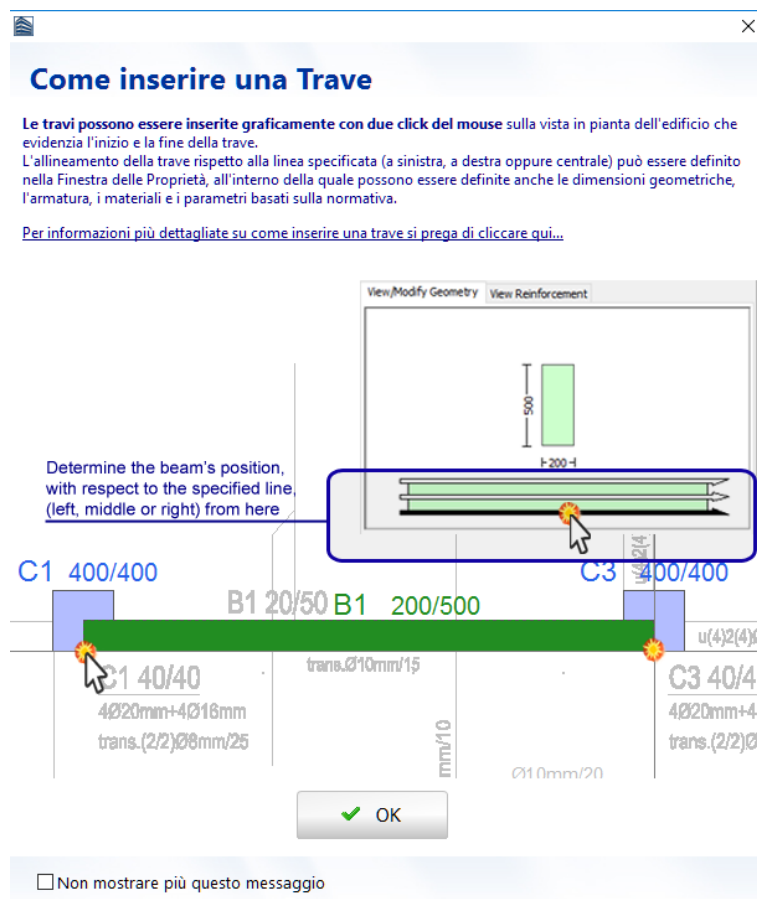 Come inserire una Trave
Le travi possono essere inserite graficamente con due click del mouse sulla vista in pianta dell'edificio che
evidenzia l'inizio e la fine della trave.
L'allineamento della trave rispetto alla linea specificata (a sinistra, a destra oppure centrale) può essere definito
nella Finestra delle Proprietà, all'interno della quale possono essere definite anche le dimensioni geometriche,
l'armatura, i materiali e i parametri basati sulla normativa.
Per informazioni più dettagliate su come inserire una trave si prega di cliccare qui...
View/Modify Geometry View Reinforcement
500
200
Determine the beam's position,
with respect to the specified line,
(left, middle or right) from here
C1 400/400
C3 400/400
B1 20/50 B1 200/500
u(4)2(4)
trans.Ø10mm/15
C1 40/40
C3 40/4
4Ø20mm+4Ø16mm
4Ø20mm+4
trans.(2/2)Ø8mm/25
trans.(2/2)Ø
mm/10
Ø10mm/20
OK
Non mostrare più questo messaggio